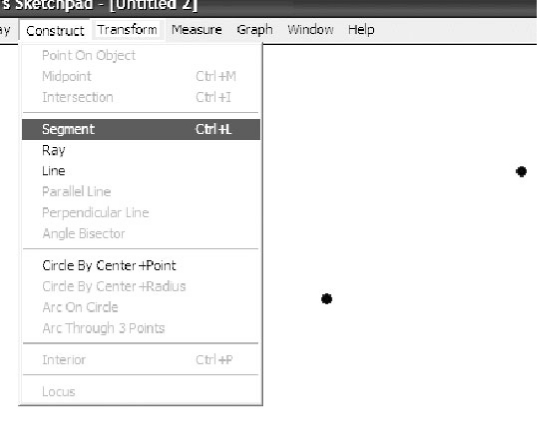 's Sketchpad - [Untitled 2]
ay Construct Transform Measure Graph Window Help
Point On Object
Midpoint Ctrl+M
Intersection Ctrl+I
Segment Ctrl+L
Ray
Line
Parallel Line
Perpendicular Line
Angle Bisector
Circle By Center+Point
Circle By Center+Radius
Arc On Circle
Arc Through 3 Points
Interior Ctrl+P
Locus